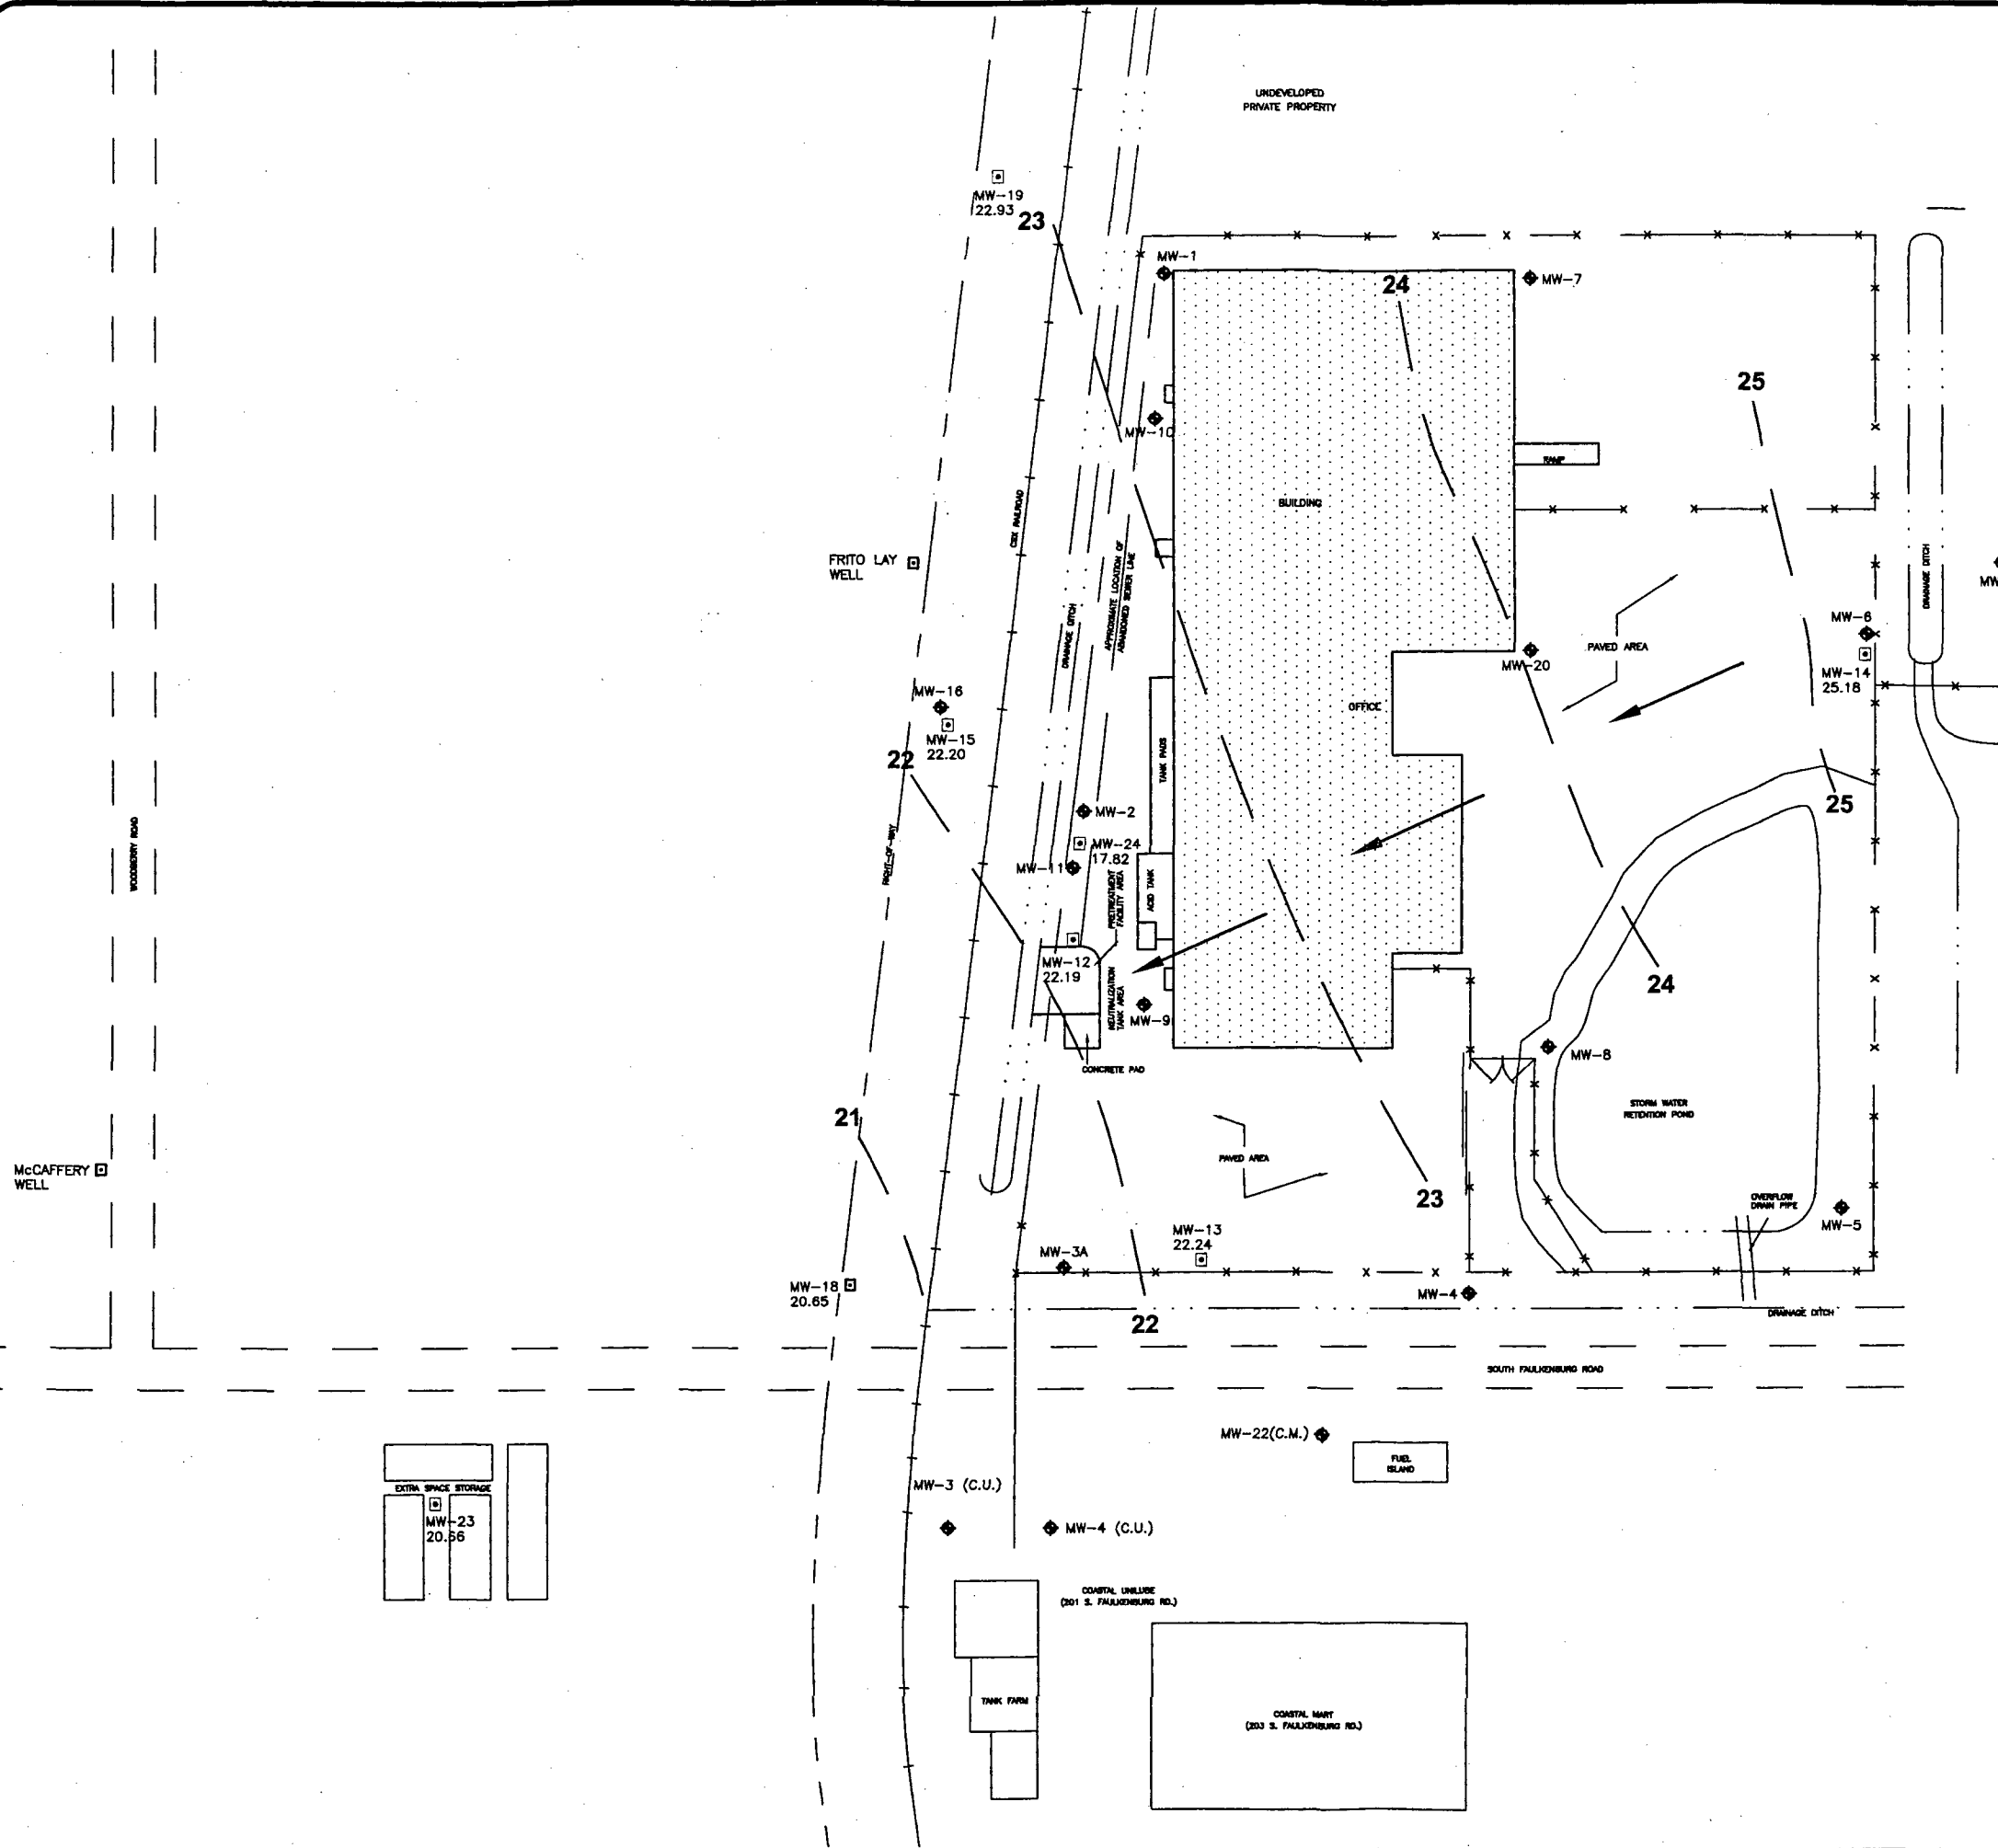 UNDEVELOPED
PRIVATE PROPERTY
MW-19
22.93
23
MW-1
24
MW-7
25
MW-10
RAMP
BUILDING
CSX RAILROAD
FRITO LAY
WELL
APPROXIMATE LOCATION OF
ABANDONED SEWER LINE
DRAINAGE DITCH
DRAINAGE DITCH
MW
MW-6
MW-14
25.18
PAVED AREA
MW-20
MW-16
MW-15
22.20
OFFICE
22
TANK PADS
25
MW-2
MW-24
17.82
MW-11
WOODBERRY ROAD
RIGHT-OF-WAY
PRETREATMENT
FACILITY AREA
ACID TANK
MW-12
22.19
NEUTRALIZATION
TANK AREA
24
MW-9
MW-8
CONCRETE PAD
STORM WATER
RETENTION POND
21
PAVED AREA
McCAFFERY
WELL
23
OVERFLOW
DRAIN PIPE
MW-5
MW-13
22.24
MW-3A
MW-18
20.65
MW-4
22
DRAINAGE DITCH
SOUTH FAULKENBURG ROAD
MW-22(C.M.)
FUEL
ISLAND
EXTRA SPACE STORAGE
MW-23
20.56
MW-3 (C.U.)
MW-4 (C.U.)
COASTAL UNILUBE
(201 S. FAULKENBURG RD.)
TANK FARM
COASTAL MART
(203 S. FAULKENBURG RD.)